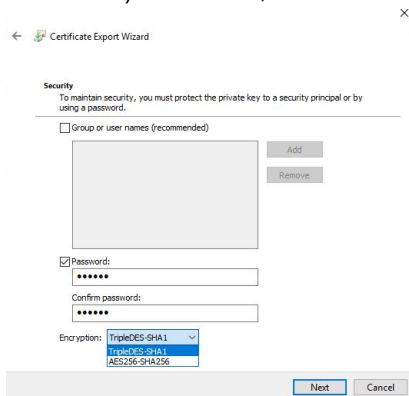 Certificate Export Wizard
Security
To maintain security, you must protect the private key to a security principal or by
using a password.
Group or user names (recommended)
Add
Remove
Password:
••••••
Confirm password:
••••••
Encryption: TripleDES-SHA1
TripleDES-SHA1
AES256-SHA256
Next Cancel